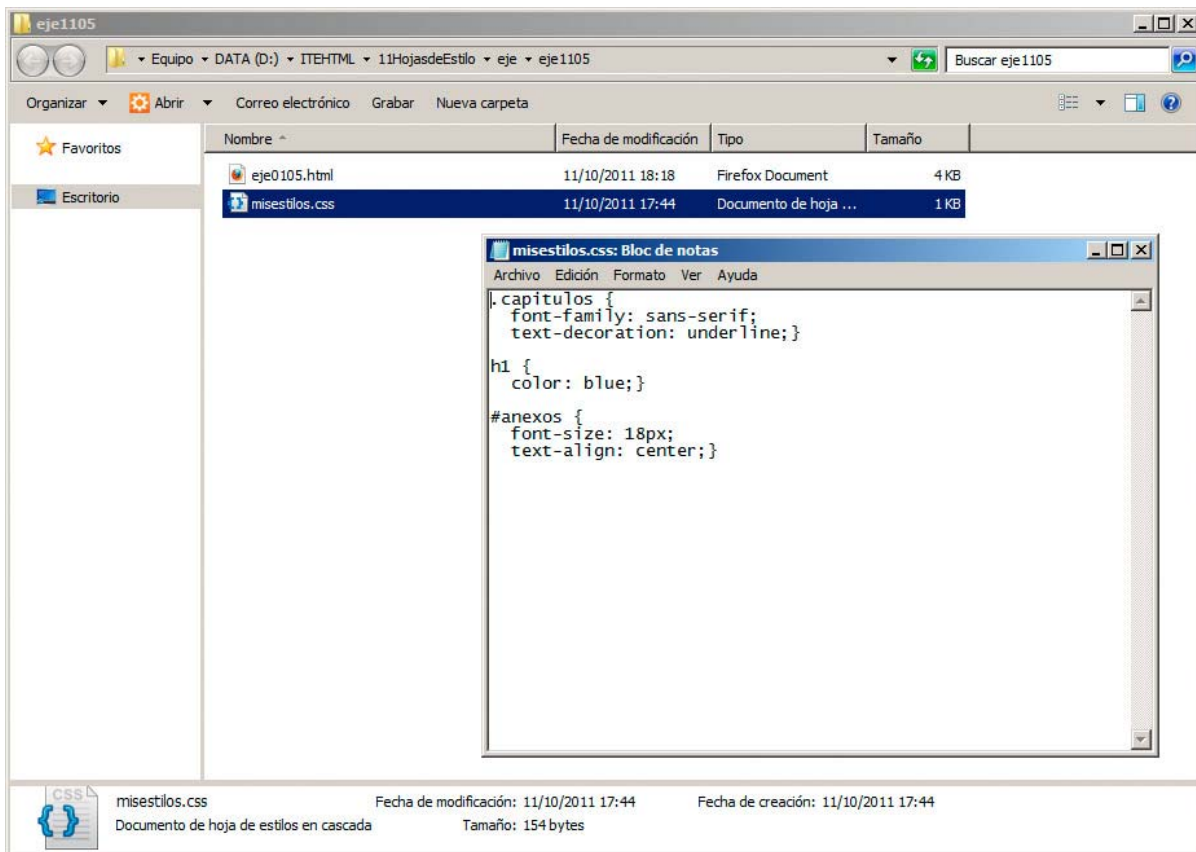 eje1105
Equipo DATA (D:) ITEHTML 11HojasdeEstilo eje eje1105 Buscar eje1105
Organizar Abrir Correo electrónico Grabar Nueva carpeta
Favoritos
Escritorio
Nombre Fecha de modificación Tipo Tamaño
eje0105.html 11/10/2011 18:18 Firefox Document 4 KB
misestilos.css 11/10/2011 17:44 Documento de hoja ... 1 KB
misestilos.css: Bloc de notas
Archivo Edición Formato Ver Ayuda
.capitulos {
font-family: sans-serif;
text-decoration: underline;}
h1 {
color: blue;}
#anexos {
font-size: 18px;
text-align: center;}
CSS
misestilos.css Fecha de modificación: 11/10/2011 17:44 Fecha de creación: 11/10/2011 17:44
Documento de hoja de estilos en cascada Tamaño: 154 bytes